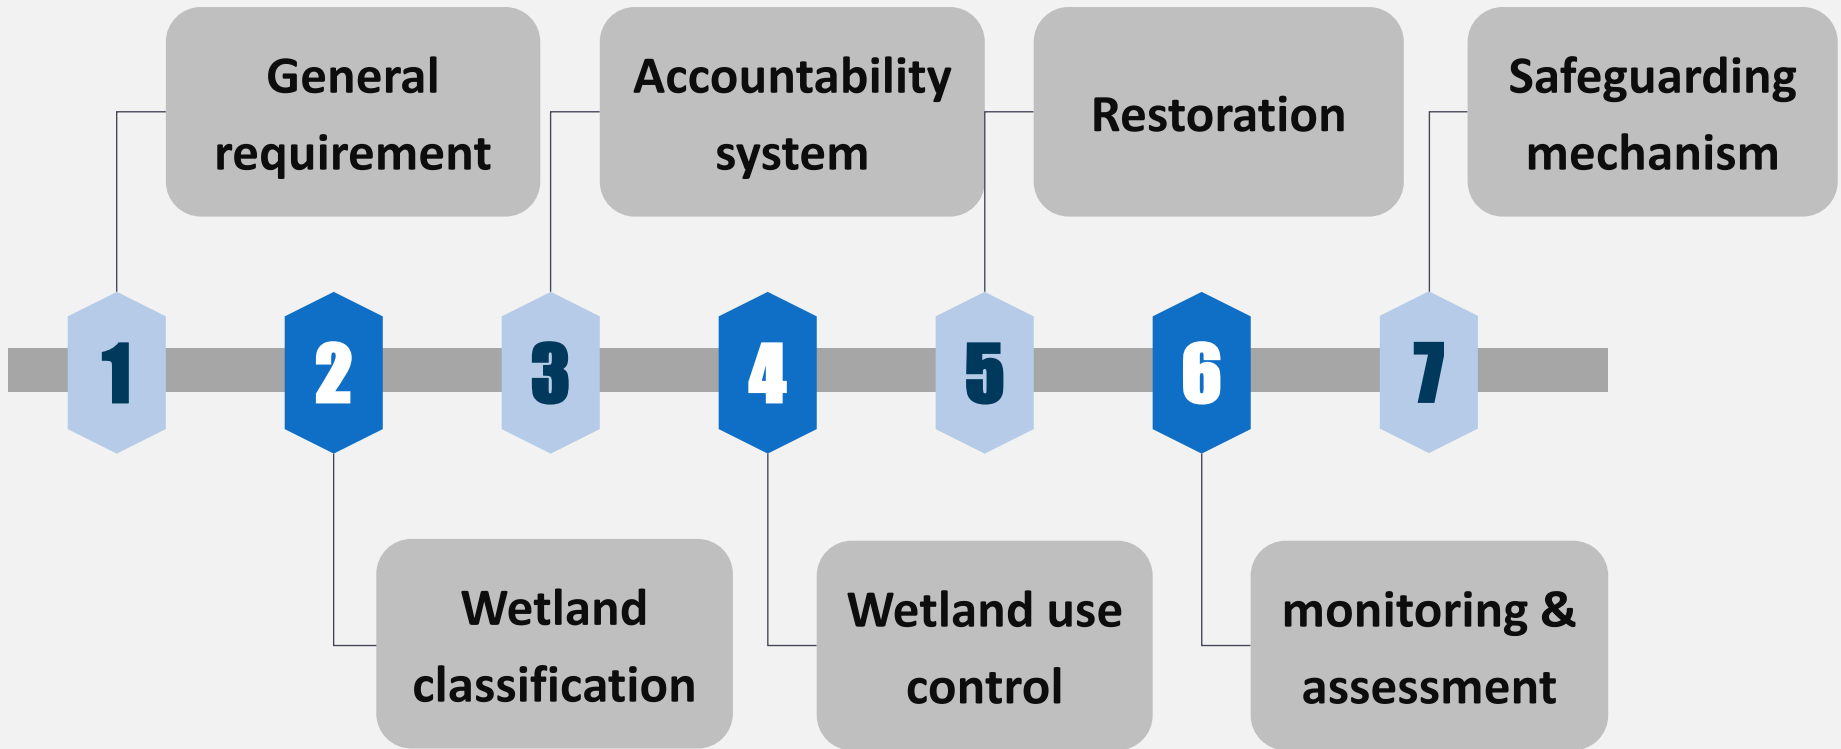 General
requirement
Accountability
system
Restoration
Safeguarding
mechanism
1
2
3
4
5
6
7
Wetland
classification
Wetland use
control
monitoring &
assessment